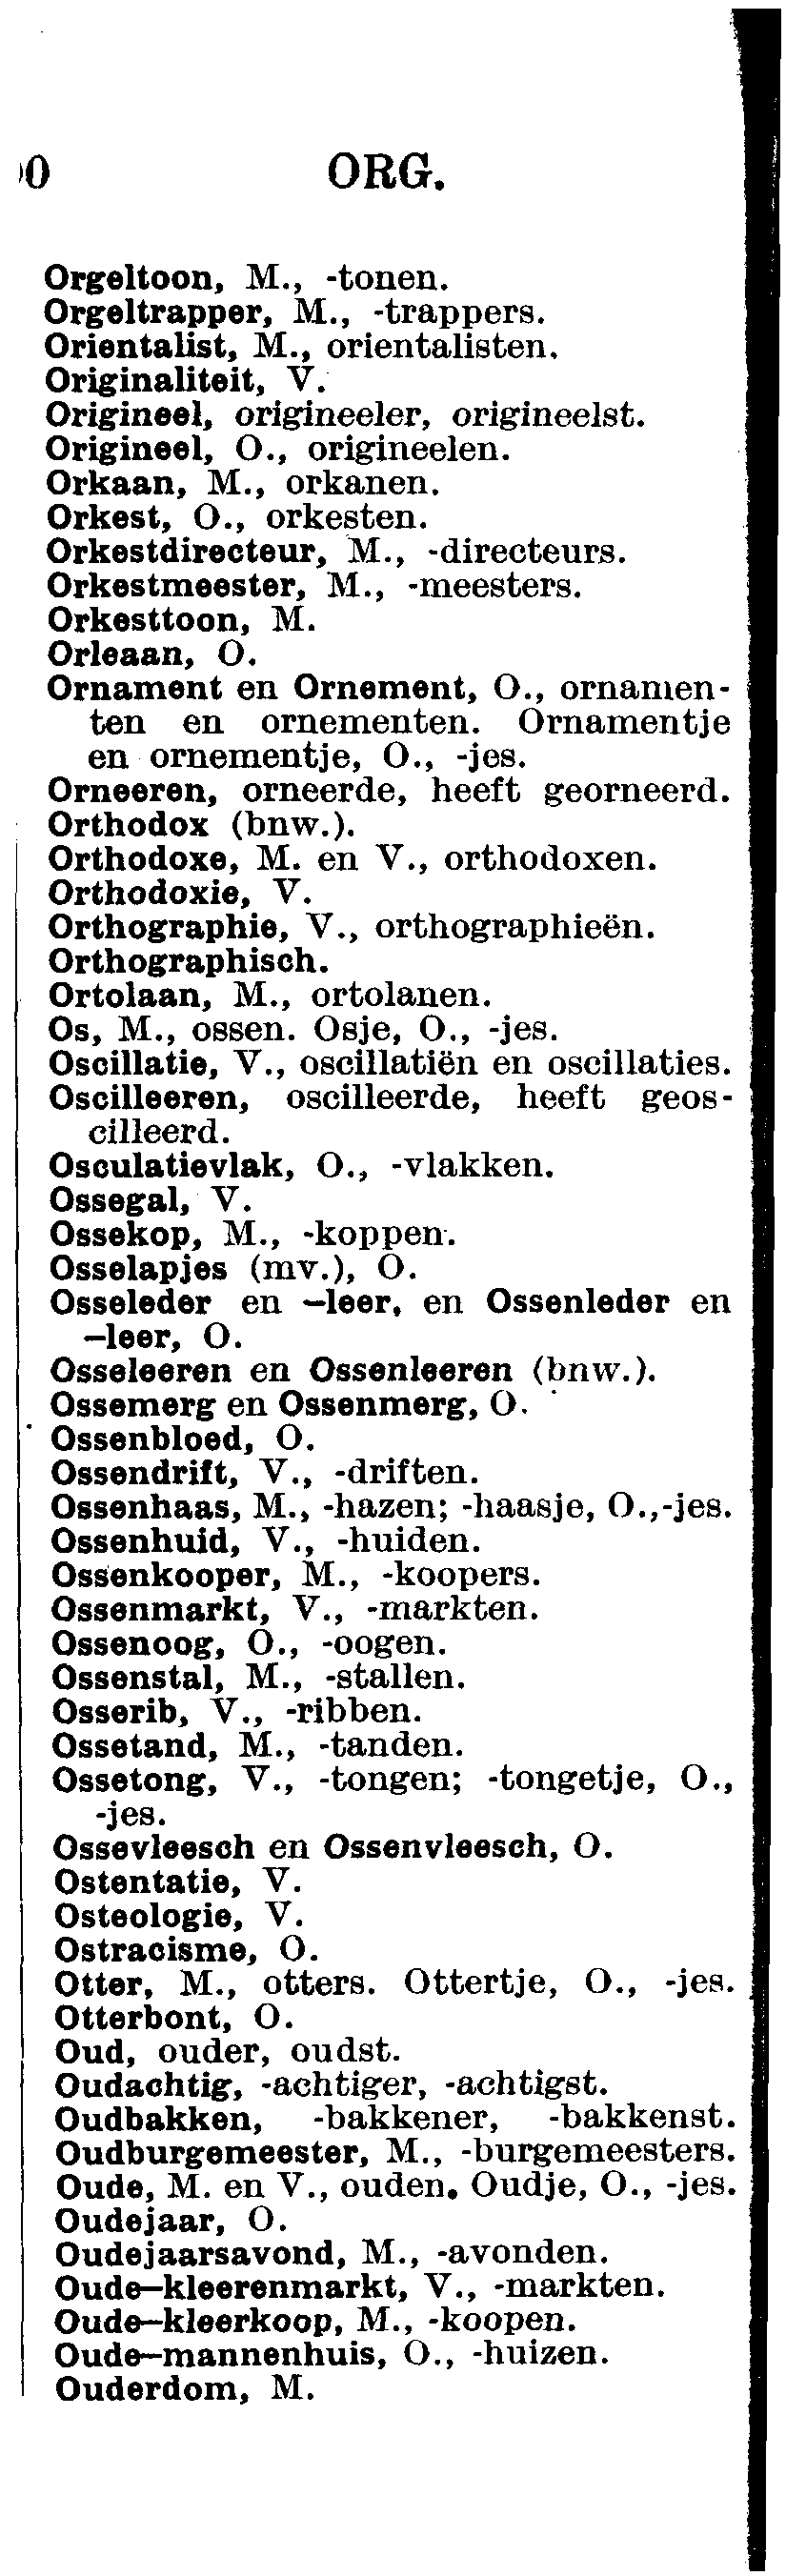 0 ORG.
Orgeltoon, M., -tonen.
Orgeltrapper, M., -trappers.
Orientalist, M., orientalisten.
Originaliteit, V.
Origineel, origineeler, origineelst.
Origineel, O., origineelen.
Orkaan, M., orkanen.
Orkest, O., orkesten.
Orkestdirecteur, M., -directeurs.
Orkestmeester, M., -meesters.
Orkesttoon, M.
Orleaan, O.
Ornament en Ornement, O., ornamen-
ten en ornementen. Ornamentje
en ornementje, O., -jes.
Orneeren, orneerde, heeft georneerd.
Orthodox (bnw.).
Orthodoxe, M. en V., orthodoxen.
Orthodoxie, V.
Orthographie, V., orthographieën.
Orthographisch.
Ortolaan, M., ortolanen.
Os, M., ossen. Osje, O., -jes.
Oscillatie, V., oscillatiën en oscillaties.
Oscilleeren, oscilleerde, heeft geos-
cilleerd.
Osculatievlak, O., -vlakken.
Ossegal, V.
Ossekop, M., -koppen.
Osselapjes (mv.), O.
Osseleder en —leer, en Ossenleder en
—leer, O.
Osseleeren en Ossenleeren (bnw.).
Ossemerg en Ossenmerg, O.
Ossenbloed, O.
Ossendrift, V., -driften.
Ossenhaas, M., -hazen; -haasje, O.,-jes.
Ossenhuid, V., -huiden.
Ossenkooper, M., -koopers.
Ossenmarkt, V., -markten.
Ossenoog, O., -oogen.
Ossenstal, M., -stallen.
Osserib, V., -ribben.
Ossetand, M., -tanden.
Ossetong, V., -tongen; -tongetje, O.,
-jes.
Ossevleesch en Ossenvleesch, O.
Ostentatie, V.
Osteologie, V.
Ostracisme, O.
Otter, M., otters. Ottertje, O., -jes.
Otterbont, O.
Oud, ouder, oudst.
Oudachtig, -achtiger, -achtigst.
Oudbakken, -bakkener, -bakkenst.
Oudburgemeester, M., -burgemeesters.
Oude, M. en V., ouden. Oudje, O., -jes.
Oudejaar, O.
Oudejaarsavond, M., -avonden.
Oude—kleerenmarkt, V., -markten.
Oude—kleerkoop, M., -koopen.
Oude—mannenhuis, O., -huizen.
Ouderdom, M.